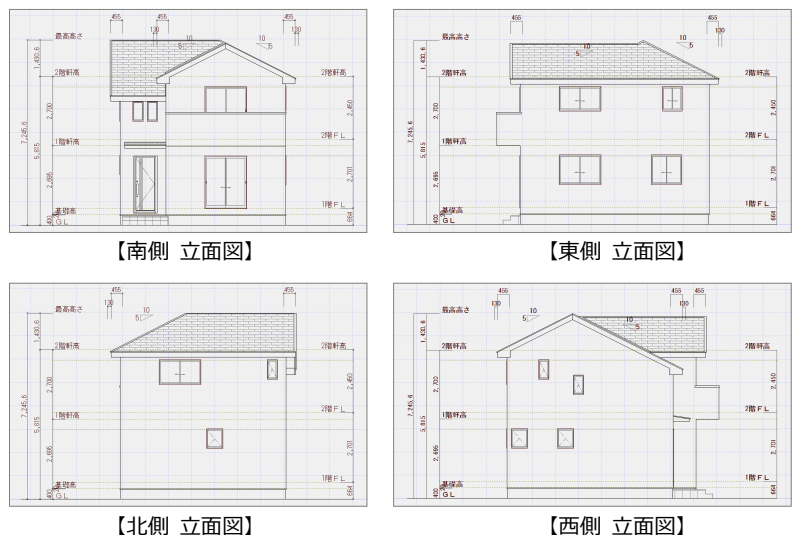 455
455
455
130
10
5
10
5
最高高さ
1,430.6
2階軒高
2階軒高
2,700
2,450
7,245.6
5,815
2階ＦＬ
1階軒高
2,695
2,701
1階ＦＬ
基礎高
400
ＧＬ
664
【南側 立面図】
455
455
130
10
5
10
5
最高高さ
1,430.6
2階軒高
2階軒高
2,700
2,450
7,245.6
5,815
2階ＦＬ
1階軒高
2,695
2,701
1階ＦＬ
基礎高
400
ＧＬ
664
【東側 立面図】
455
455
130
10
5
最高高さ
1,430.6
2階軒高
2階軒高
2,700
2,450
7,245.6
5,815
2階ＦＬ
1階軒高
2,695
2,701
1階ＦＬ
基礎高
400
ＧＬ
664
【北側 立面図】
455
455
455
130
130
10
5
10
5
最高高さ
1,430.6
2階軒高
2階軒高
2,700
2,450
7,245.6
5,815
2階ＦＬ
1階軒高
2,695
2,701
1階ＦＬ
基礎高
400
ＧＬ
664
【西側 立面図】